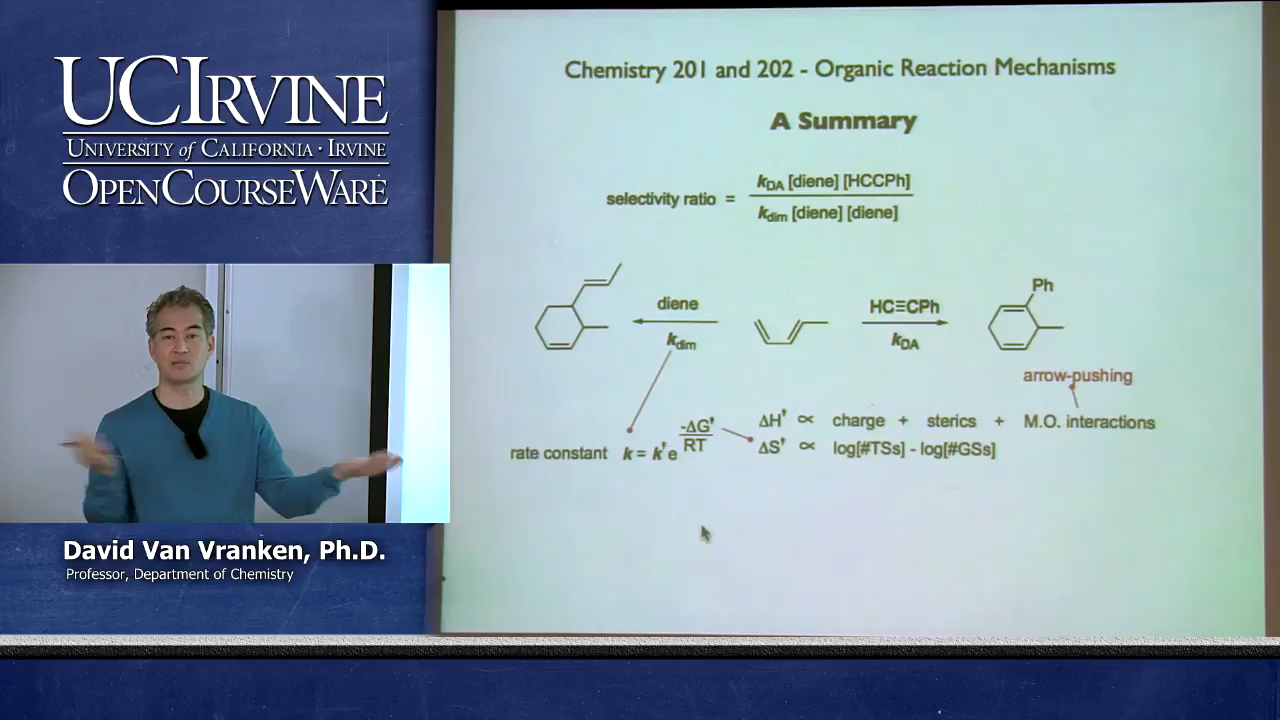 UCIRVINE
UNIVERSITY of CALIFORNIA · IRVINE
OPENCOURSEWARE
David Van Vranken, Ph.D.
Professor, Department of Chemistry
Chemistry 201 and 202 - Organic Reaction Mechanisms
A Summary
selectivity ratio = kDA [diene] [HCCPh]
kdim [diene] [diene]
diene
kdim
HC≡CPh
kDA
Ph
arrow-pushing
rate constant k = k'e -ΔG'
RT
ΔH' ∝ charge + sterics + M.O. interactions
ΔS' ∝ log[#TSs] - log[#GSs]